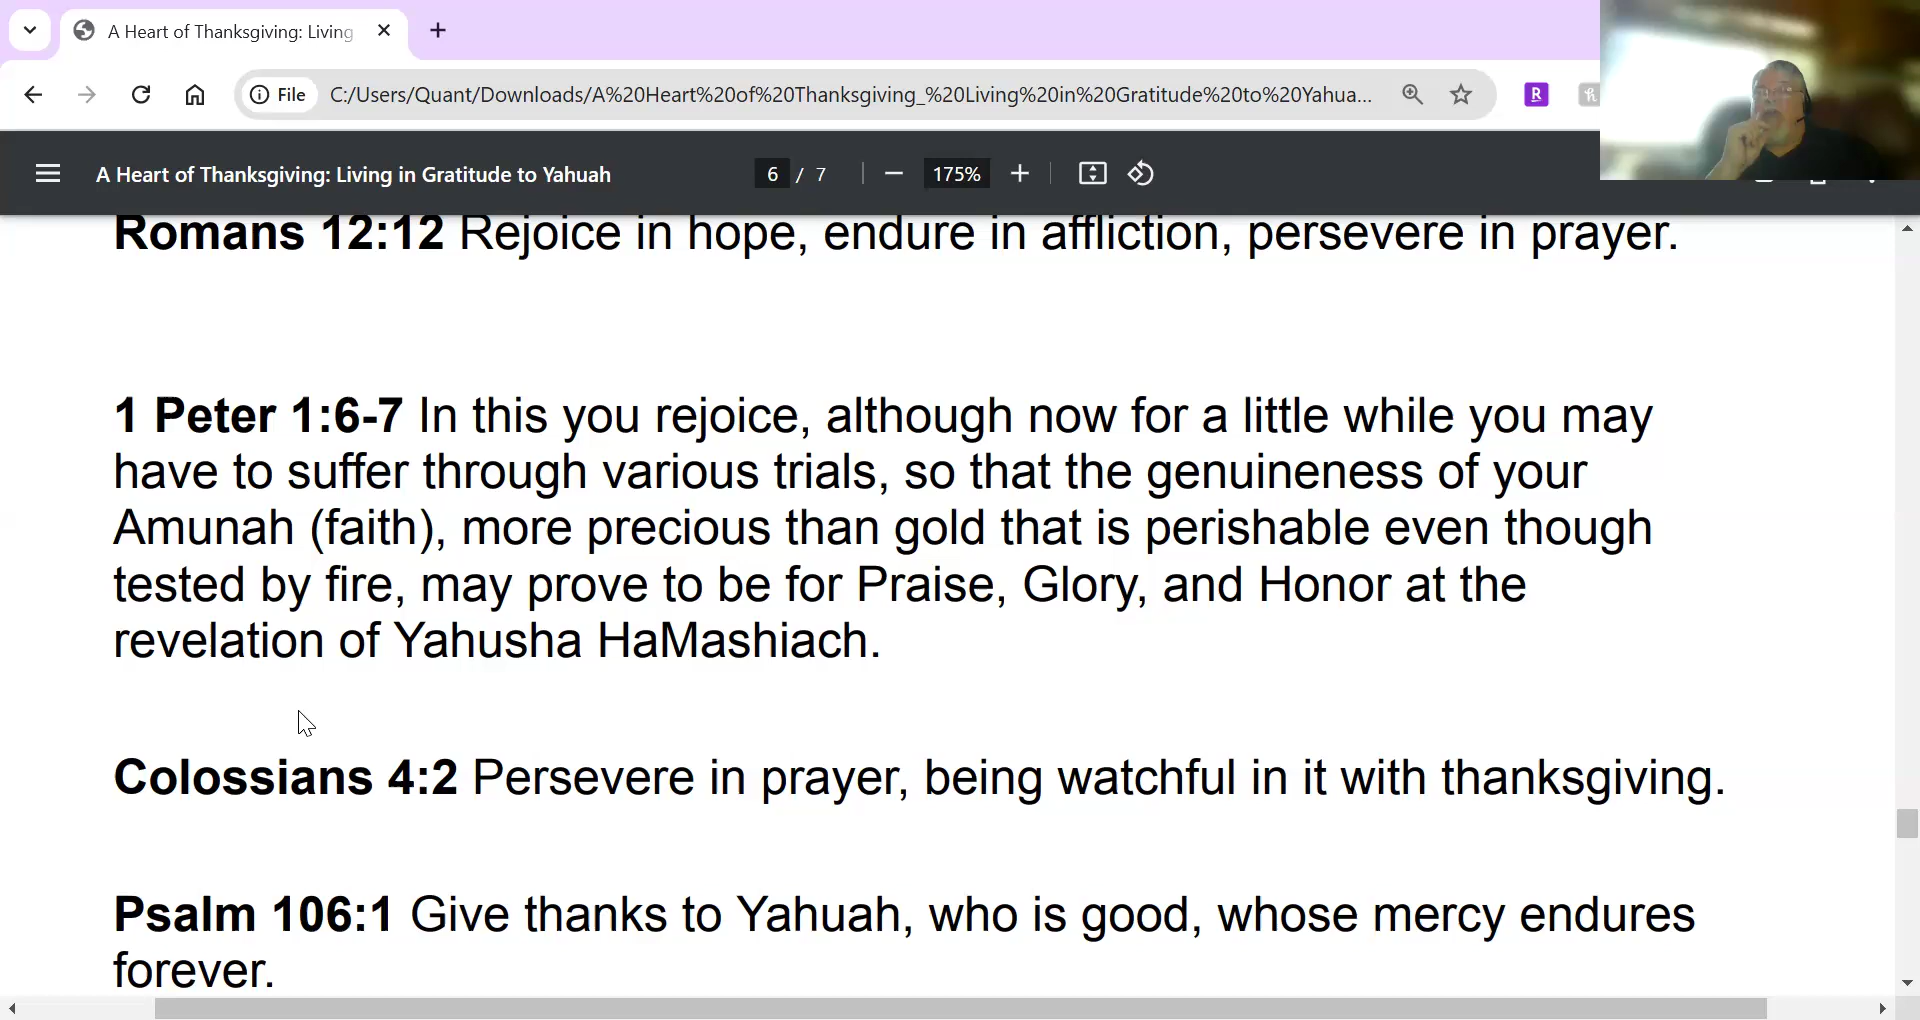 A Heart of Thanksgiving: Living
File
C:/Users/Quant/Downloads/A%20Heart%20of%20Thanksgiving_%20Living%20in%20Gratitude%20to%20Yahua...
R
A Heart of Thanksgiving: Living in Gratitude to Yahuah
6 / 7
175%
Romans 12:12 Rejoice in hope, endure in affliction, persevere in prayer.
1 Peter 1:6-7 In this you rejoice, although now for a little while you may
have to suffer through various trials, so that the genuineness of your
Amunah (faith), more precious than gold that is perishable even though
tested by fire, may prove to be for Praise, Glory, and Honor at the
revelation of Yahusha HaMashiach.
Colossians 4:2 Persevere in prayer, being watchful in it with thanksgiving.
Psalm 106:1 Give thanks to Yahuah, who is good, whose mercy endures
forever.